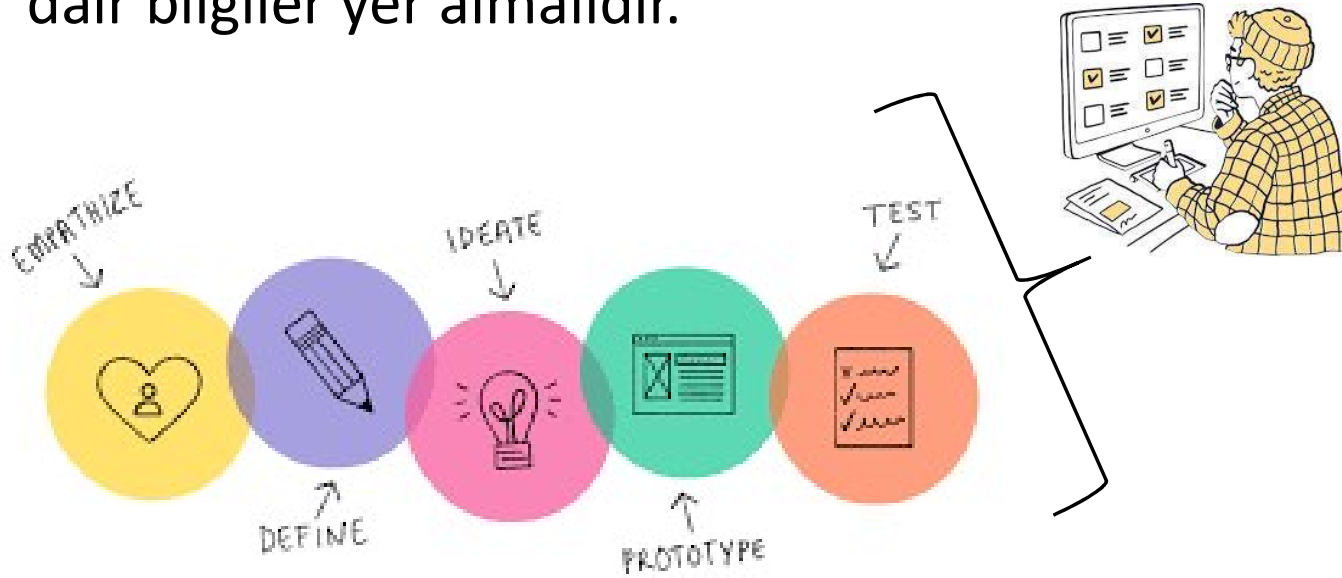 dair bilgiler yer almalıdır.
EMPATHIZE
IDEATE
TEST
DEFINE
PROTOTYPE